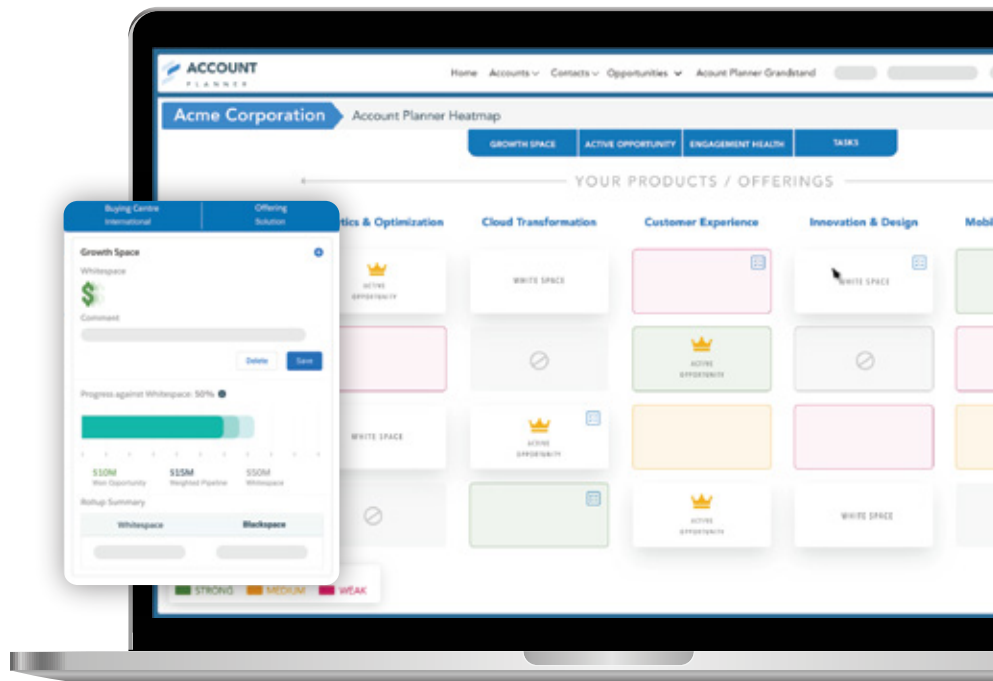 ACCOUNT
PLANNER
Home Accounts Contacts Opportunities Acount Planner Grandstand
Acme Corporation
Account Planner Heatmap
GROWTH SPACE ACTIVE OPPORTUNITY ENGAGEMENT HEALTH TASKS
YOUR PRODUCTS / OFFERINGS
tics & Optimization Cloud Transformation Customer Experience Innovation & Design Mobi
ACTIVE
OPPORTUNITY
WHITE SPACE
WHITE SPACE
ACTIVE
OPPORTUNITY
WHITE SPACE
ACTIVE
OPPORTUNITY
ACTIVE
OPPORTUNITY
WHITE SPACE
STRONG MEDIUM WEAK
Buying Centre
International
Offering
Solution
Growth Space
Whitespace
$
Comment
Delete Save
Progress against Whitespace: 50%
$10M $15M $50M
Won Opportunity Weighted Pipeline Whitespace
Rollup Summary
Whitespace Blackspace